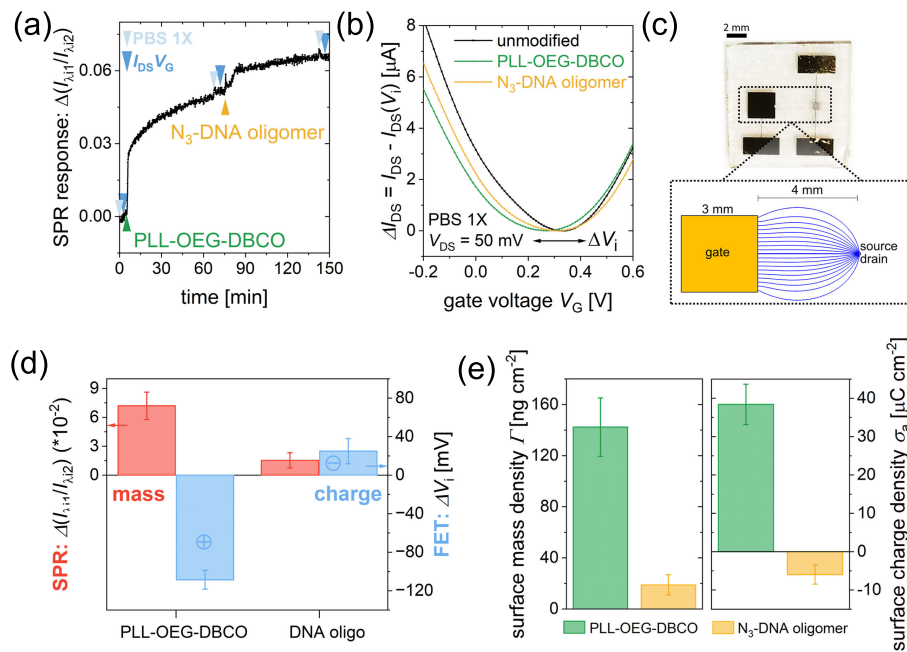 (a)
SPR response: Δ(I_λi1/I_λi2)
0.06
0.03
0.00
PBS 1X
I_DS V_G
N₃-DNA oligomer
PLL-OEG-DBCO
0
30
60
90
120
150
time [min]
(b)
ΔI_DS = I_DS - I_DS(V_i) [μA]
8
6
4
2
0
unmodified
PLL-OEG-DBCO
N₃-DNA oligomer
PBS 1X
V_DS = 50 mV
ΔV_i
-0.2
0.0
0.2
0.4
0.6
gate voltage V_G [V]
(c)
2 mm
4 mm
3 mm
gate
source
drain
(d)
SPR: Δ(I_λi1/I_λi2) (*10⁻²)
9
6
3
0
mass
charge
80
40
0
−40
−80
−120
FET: ΔV_i [mV]
PLL-OEG-DBCO
DNA oligo
(e)
surface mass density Γ [ng cm⁻²]
160
120
80
40
0
40
30
20
10
0
−10
surface charge density σ_a [μC cm⁻²]
PLL-OEG-DBCO
N₃-DNA oligomer